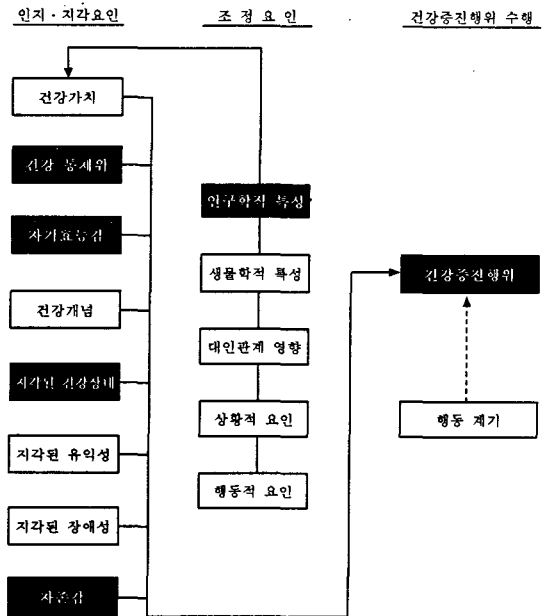 인지·지각요인
조 정 요 인
건강증진행위 수행
건강가치
건강 통제위
자기효능감
건강개념
지각된 건강상태
지각된 유익성
지각된 장애성
자존감
인구학적 특성
생물학적 특성
대인관계 영향
상황적 요인
행동적 요인
건강증진행위
행동 계기